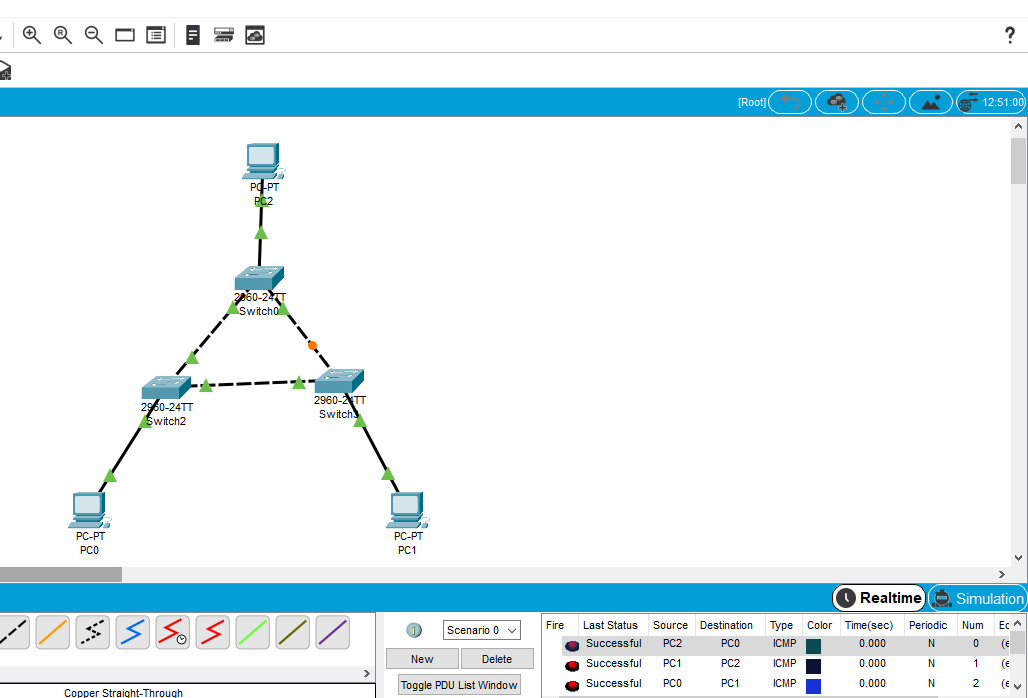 ?
[Root]
12:51:00
PC-PT
PC2
2960-24TT
Switch0
2960-24TT
Switch2
2960-24TT
PC-PT
PC0
PC-PT
PC1
Realtime
Simulation
Scenario 0
New
Delete
Toggle PDU List Window
Copper Straight-Through
Fire Last Status Source Destination Type Color Time(sec) Periodic N Num
Successful PC2 PC0 ICMP 0.000 N 0 (e
Successful PC1 PC2 ICMP 0.000 N 1 (e
Successful PC0 PC1 ICMP 0.000 N 2 (e